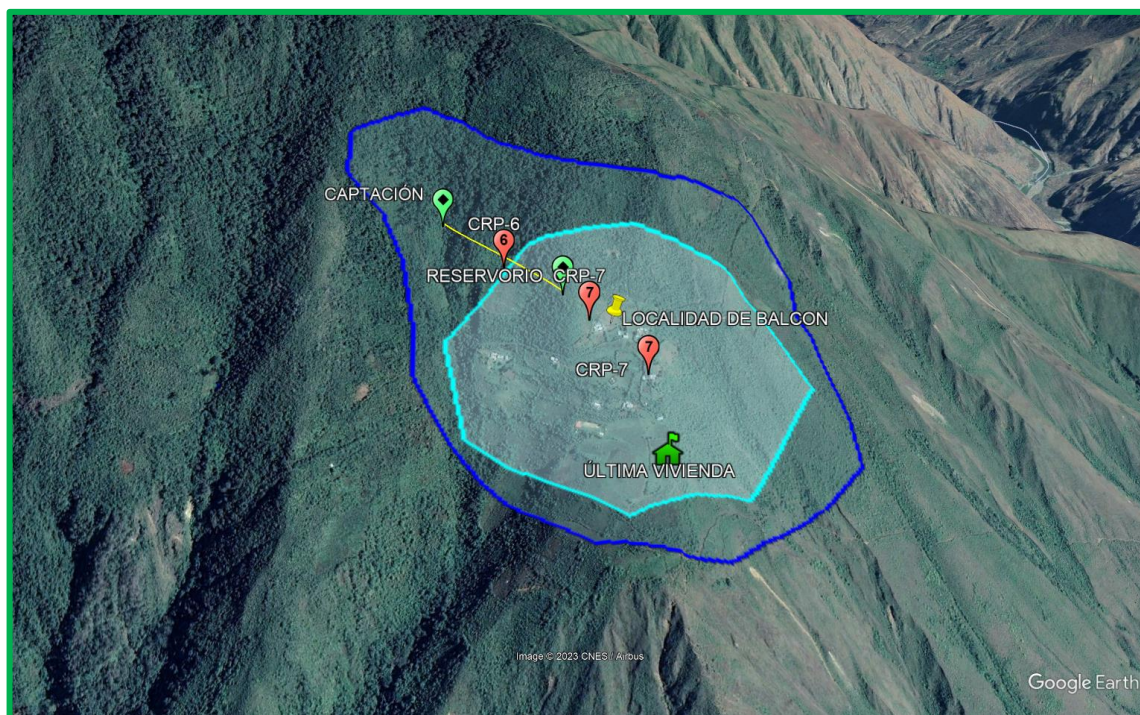 CAPTACIÓN
CRP-6
6
RESERVORIO CRP-7
7
LOCALIDAD DE BALCON
7
CRP-7
ÚLTIMA VIVIENDA
Image © 2023 CNES / Airbus
Google Earth